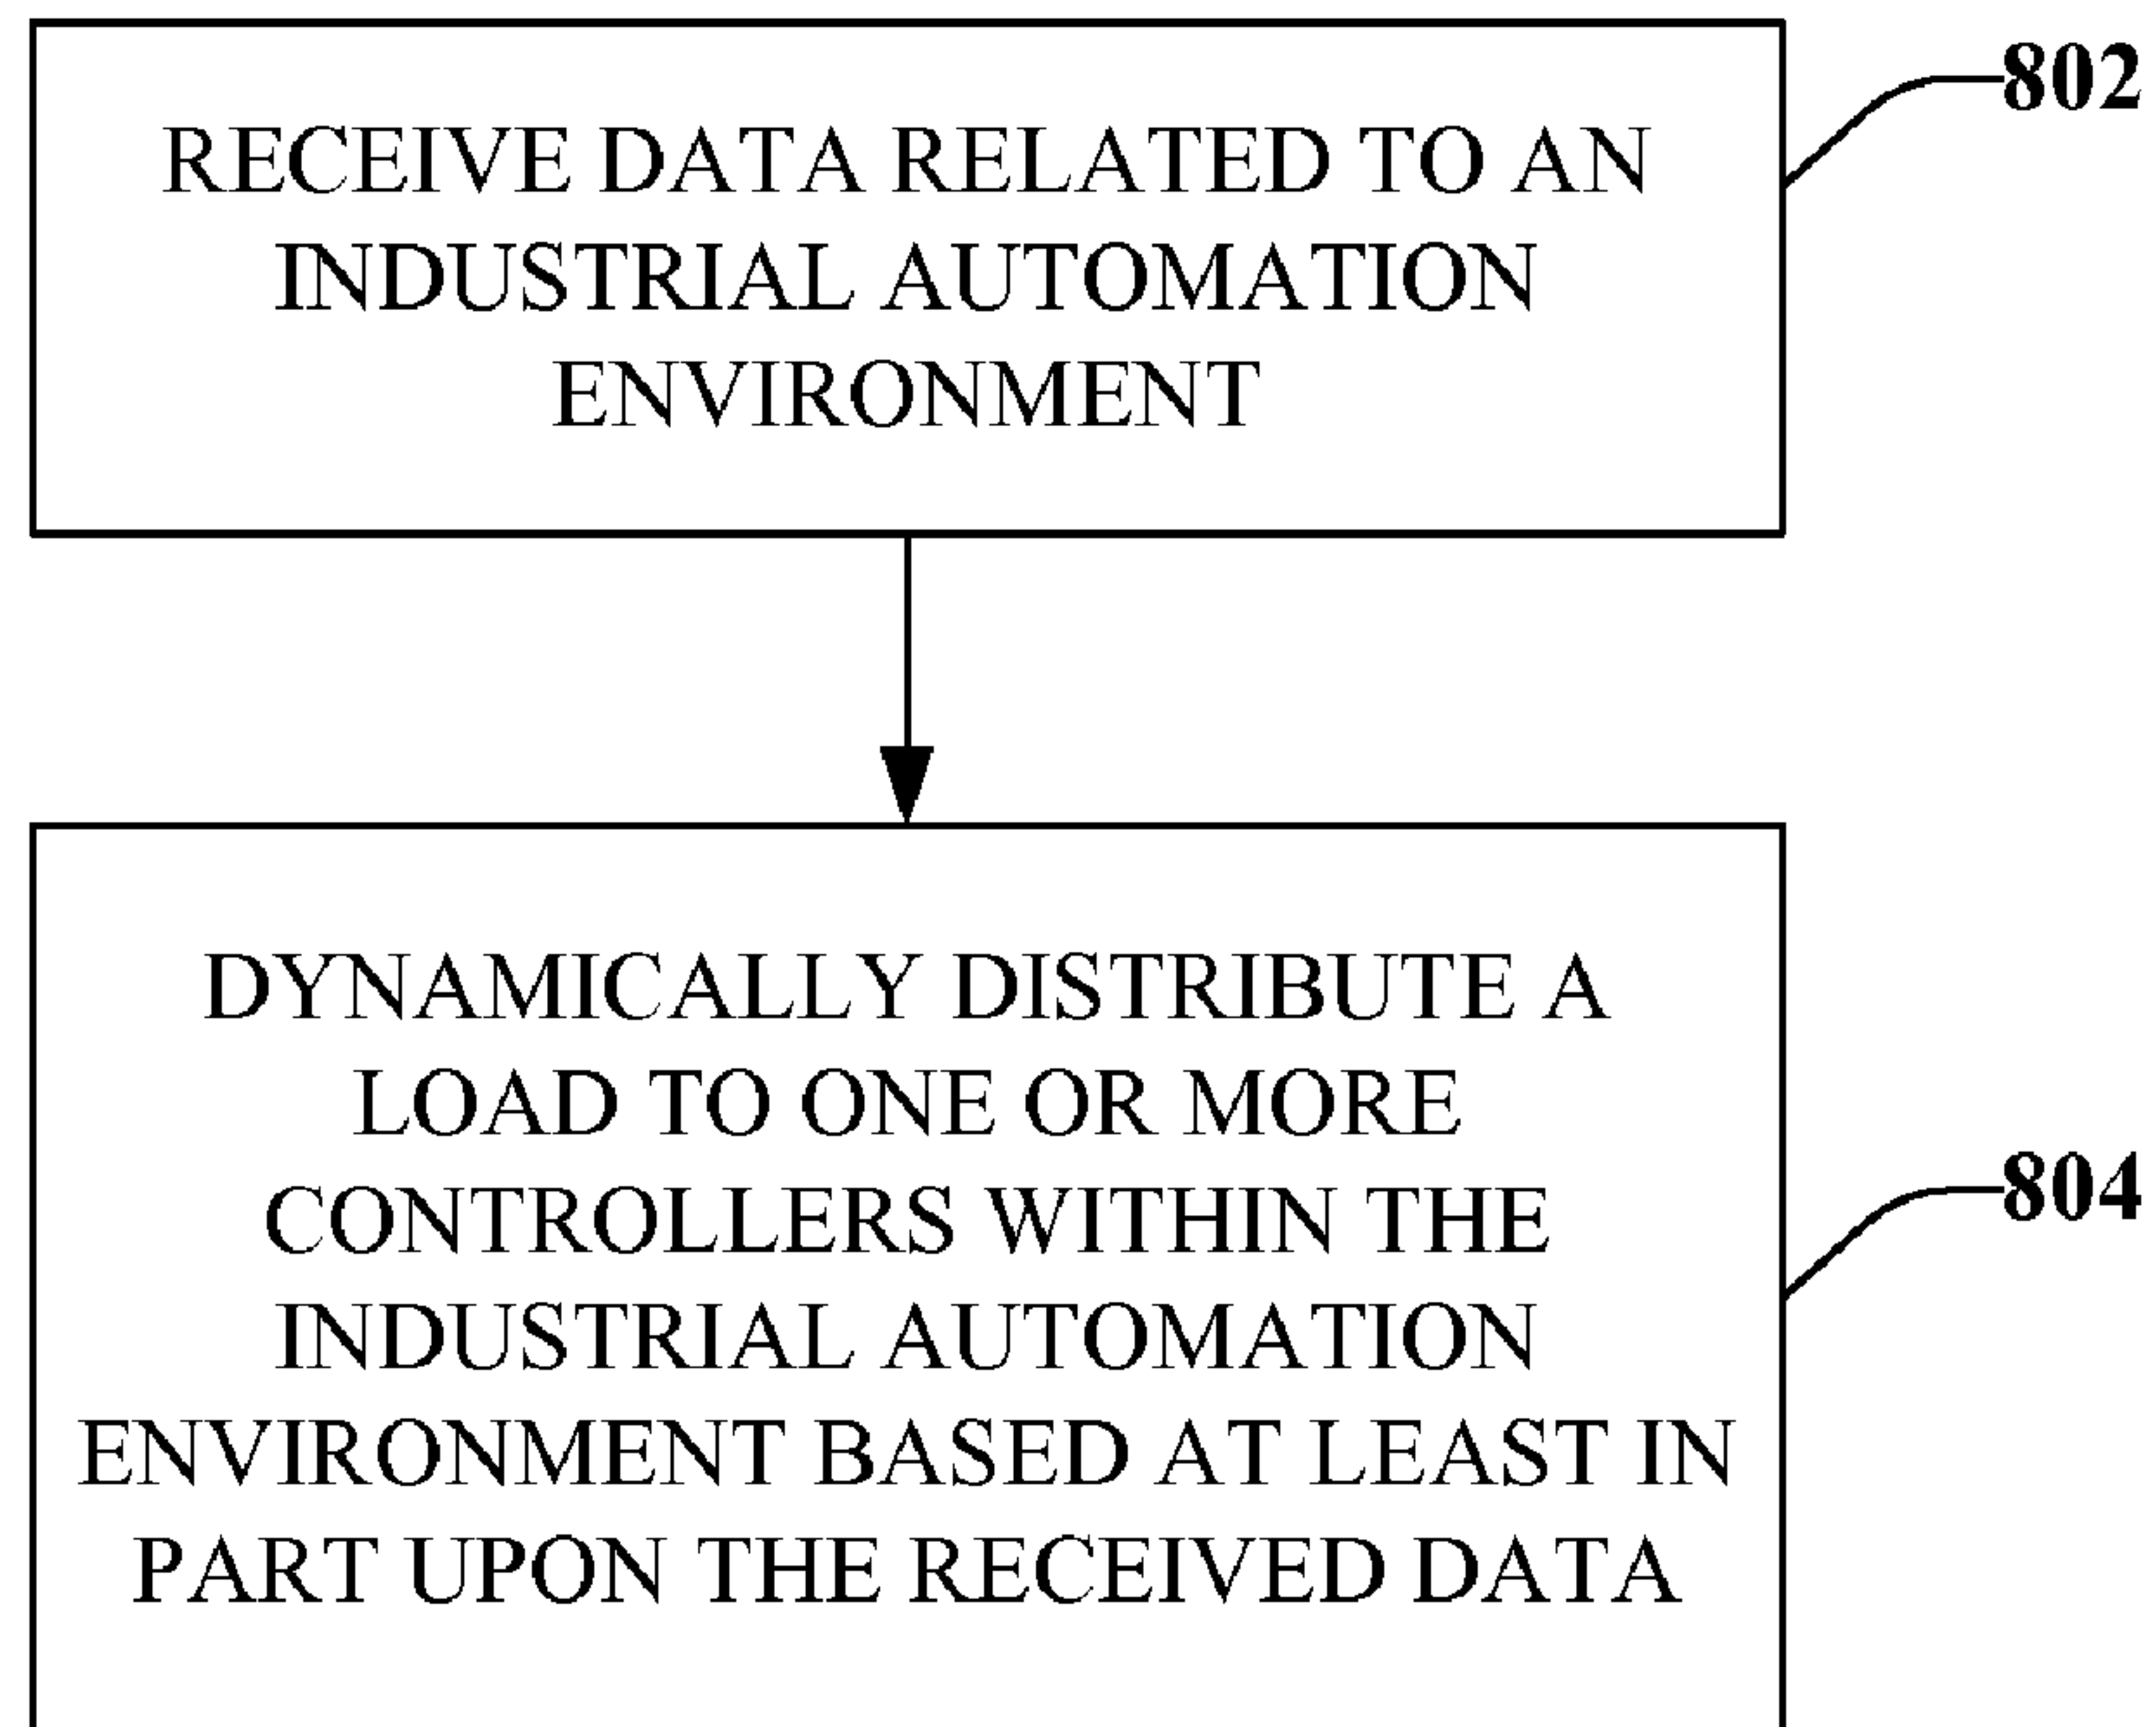 802
RECEIVE DATA RELATED TO AN
INDUSTRIAL AUTOMATION
ENVIRONMENT
DYNAMICALLY DISTRIBUTE A
LOAD TO ONE OR MORE
CONTROLLERS WITHIN THE
804
INDUSTRIAL AUTOMATION
ENVIRONMENT BASED AT LEAST IN
PART UPON THE RECEIVED DATA